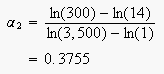 α₂ = (ln(300) − ln(14)) / (ln(3,500) − ln(1))
= 0.3755